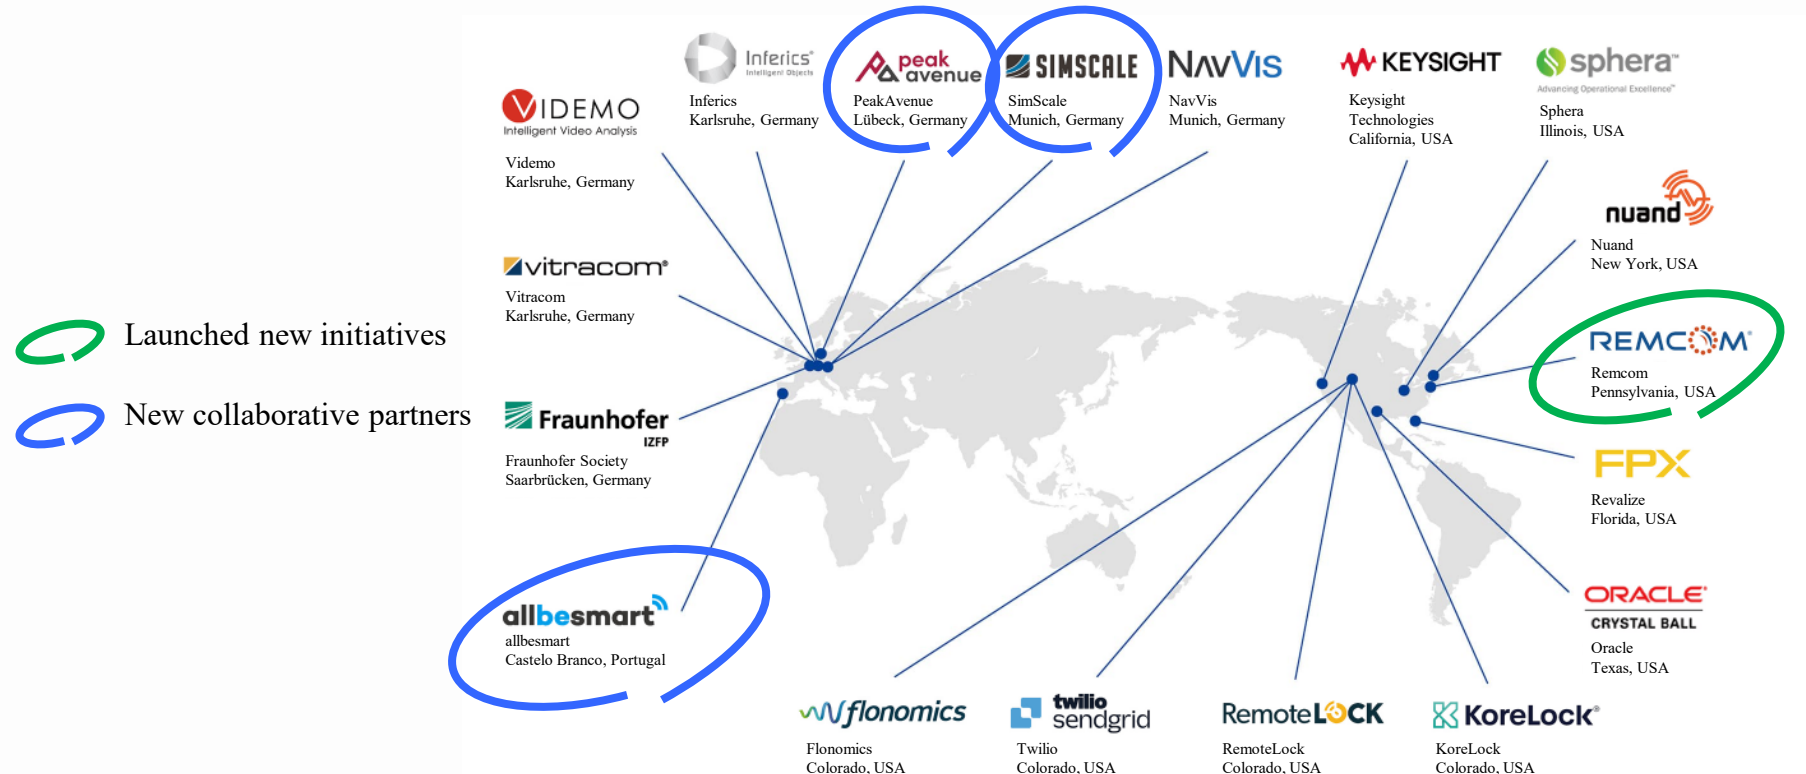 Inferics®
Intelligent Objects
Inferics
Karlsruhe, Germany
peak
avenue
PeakAvenue
Lübeck, Germany
SIMSCALE
SimScale
Munich, Germany
NavVis
NavVis
Munich, Germany
KEYSIGHT
Keysight
Technologies
California, USA
sphera™
Advancing Operational Excellence™
Sphera
Illinois, USA
VIDEMO
Intelligent Video Analysis
Videmo
Karlsruhe, Germany
nuand
Nuand
New York, USA
vitracom®
Vitracom
Karlsruhe, Germany
Launched new initiatives
New collaborative partners
REMCOM®
Remcom
Pennsylvania, USA
Fraunhofer
IZFP
Fraunhofer Society
Saarbrücken, Germany
FPX
Revalize
Florida, USA
allbesmart
allbesmart
Castelo Branco, Portugal
ORACLE®
CRYSTAL BALL
Oracle
Texas, USA
flonomics
Flonomics
Colorado, USA
twilio
sendgrid
Twilio
Colorado, USA
RemoteLOCK
RemoteLock
Colorado, USA
KoreLock®
KoreLock
Colorado, USA